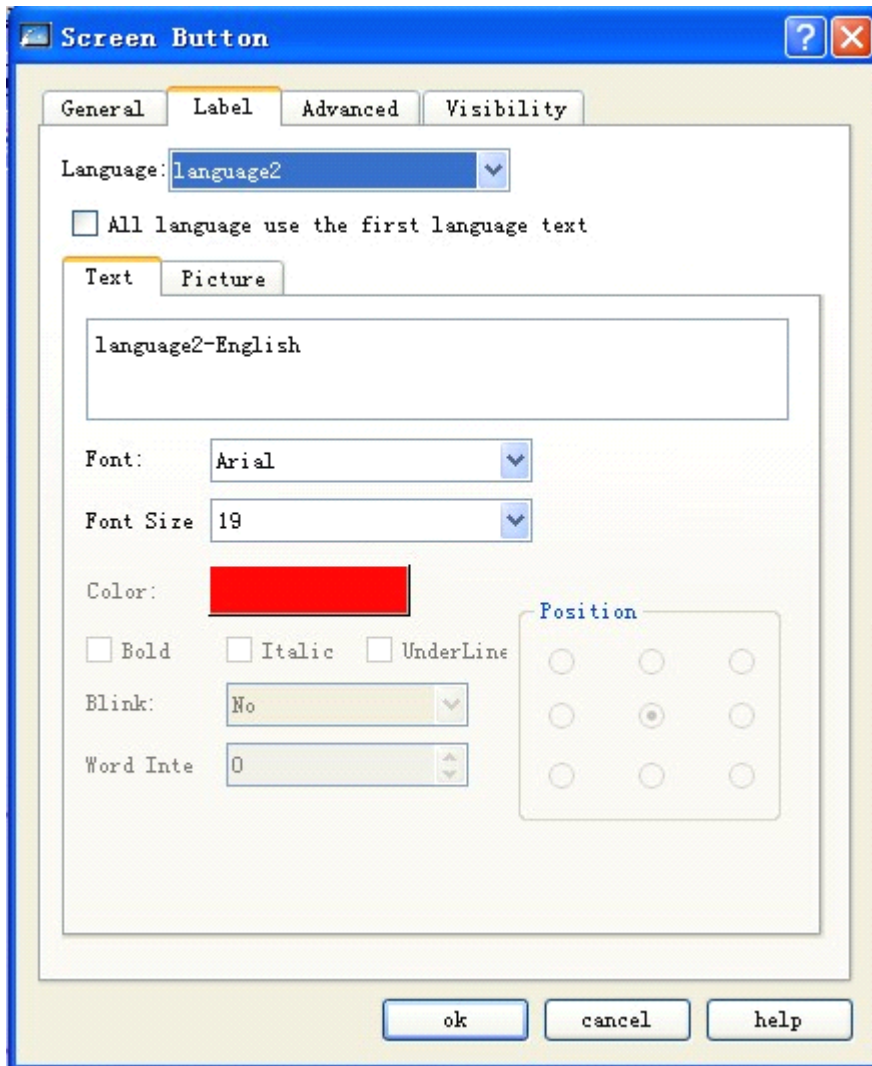 Screen Button
General Label Advanced Visibility
Language: language2
All language use the first language text
Text Picture
language2-English
Font: Arial
Font Size 19
Color:
Position
Bold Italic UnderLine
Blink: No
Word Inte 0
ok cancel help